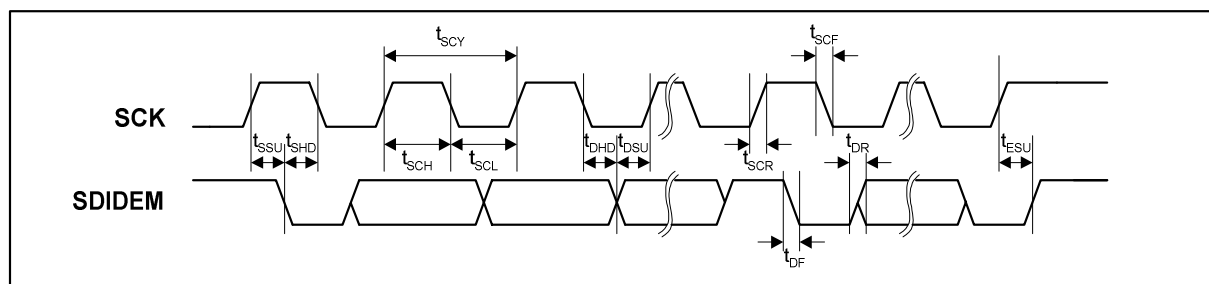 tSCY
tSCF
SCK
tSSU tSHD tSCH tSCL tDHD tDSU tSCR tDR tESU
SDIDEM
tDF